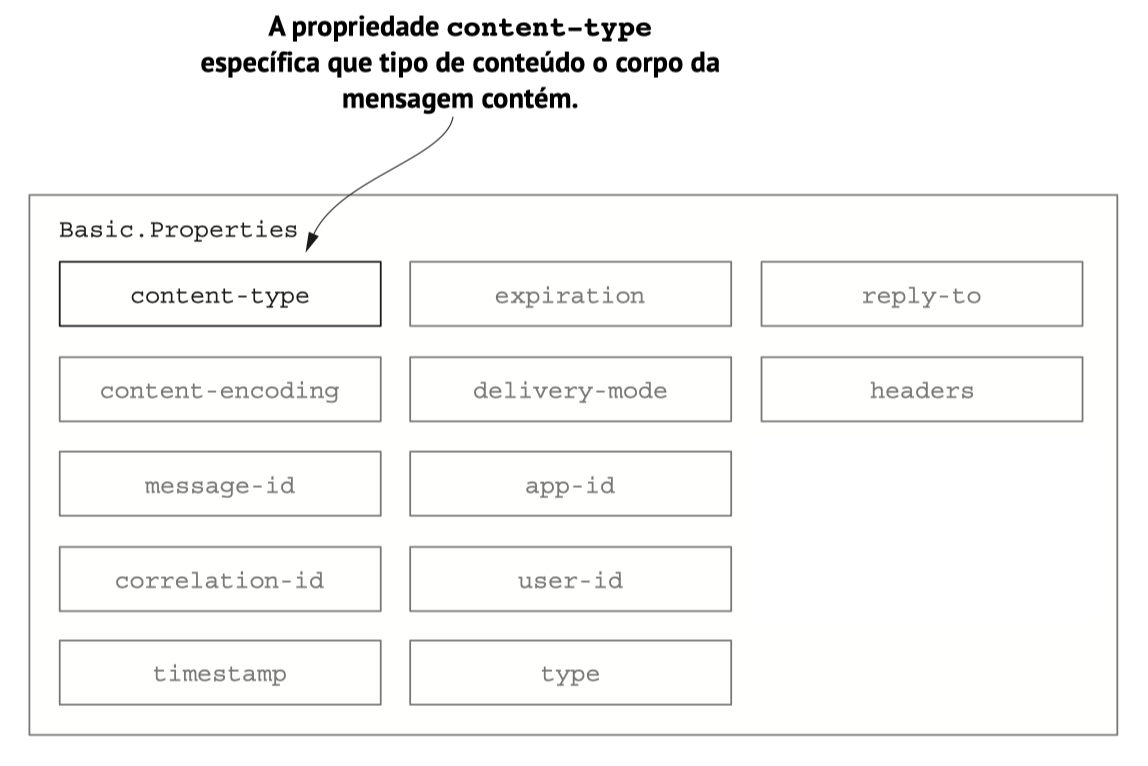 A propriedade content-type
específica que tipo de conteúdo o corpo da
mensagem contém.
Basic.Properties
content-type
expiration
reply-to
content-encoding
delivery-mode
headers
message-id
app-id
correlation-id
user-id
timestamp
type